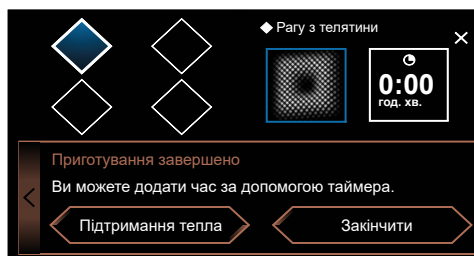 Рагу з телятини
0:00
год. хв.
Приготування завершено
Ви можете додати час за допомогою таймера.
Підтримання тепла
Закінчити